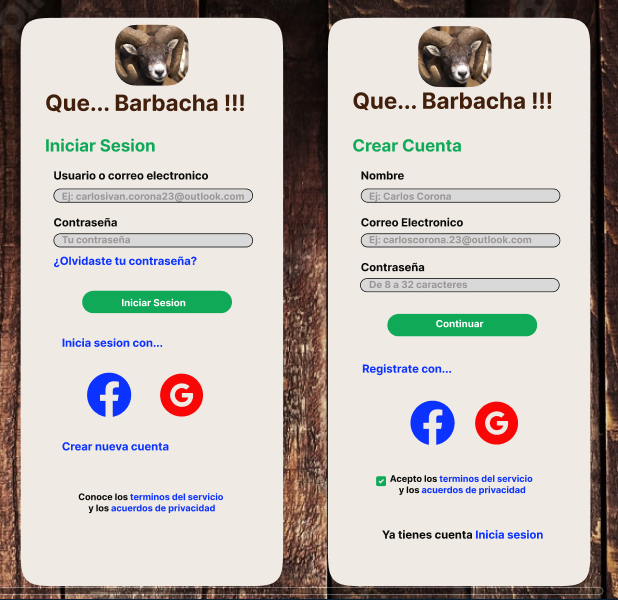 Que... Barbacha !!!
Iniciar Sesion
Usuario o correo electronico
Ej: carlosivan.corona23@outlook.com
Contraseña
Tu contraseña
¿Olvidaste tu contraseña?
Iniciar Sesion
Inicia sesion con...
Crear nueva cuenta
Conoce los terminos del servicio
y los acuerdos de privacidad
Que... Barbacha !!!
Crear Cuenta
Nombre
Ej: Carlos Corona
Correo Electronico
Ej: carloscorona.23@outlook.com
Contraseña
De 8 a 32 caracteres
Continuar
Registrate con...
Acepto los terminos del servicio
y los acuerdos de privacidad
Ya tienes cuenta Inicia sesion